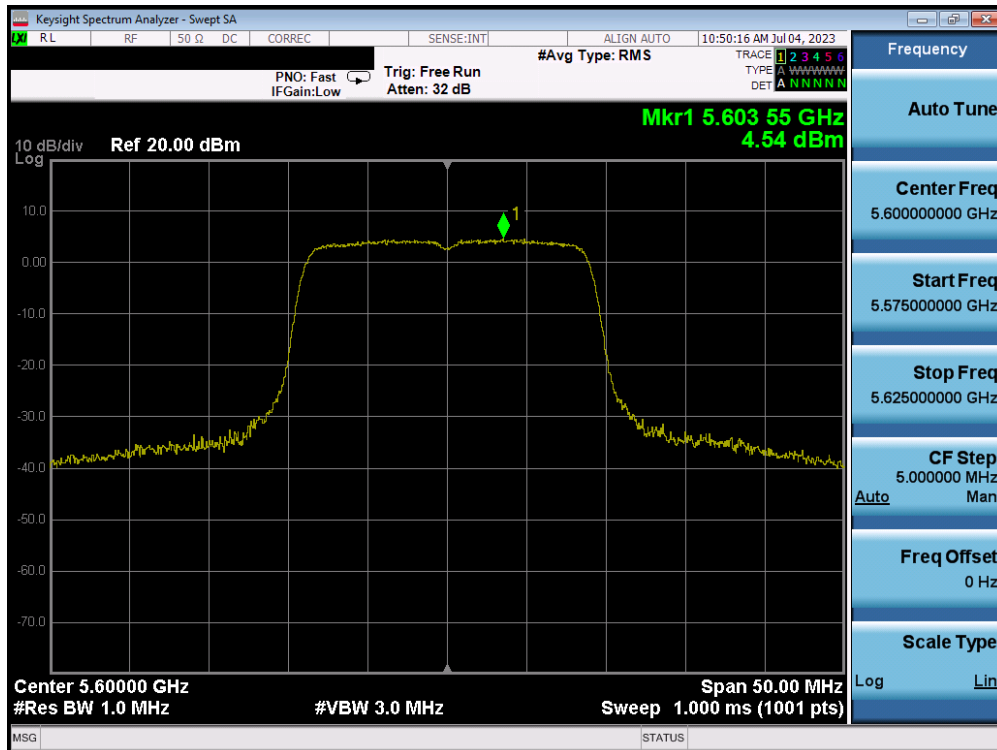 Keysight Spectrum Analyzer - Swept SA
LXI RL RF 50 Ω DC CORREC SENSE:INT ALIGN AUTO 10:50:16 AM Jul 04, 2023
#Avg Type: RMS
TRACE 1 2 3 4 5 6
TYPE A WWWWW
DET A N N N N N
PNO: Fast
IFGain:Low
Trig: Free Run
Atten: 32 dB
Mkr1 5.603 55 GHz
4.54 dBm
10 dB/div Ref 20.00 dBm
Log
10.0
0.00
-10.0
-20.0
-30.0
-40.0
-50.0
-60.0
-70.0
1
Center 5.60000 GHz Span 50.00 MHz
#Res BW 1.0 MHz #VBW 3.0 MHz Sweep 1.000 ms (1001 pts)
MSG STATUS
Frequency
Auto Tune
Center Freq
5.600000000 GHz
Start Freq
5.575000000 GHz
Stop Freq
5.625000000 GHz
CF Step
5.000000 MHz
Auto Man
Freq Offset
0 Hz
Scale Type
Log Lin